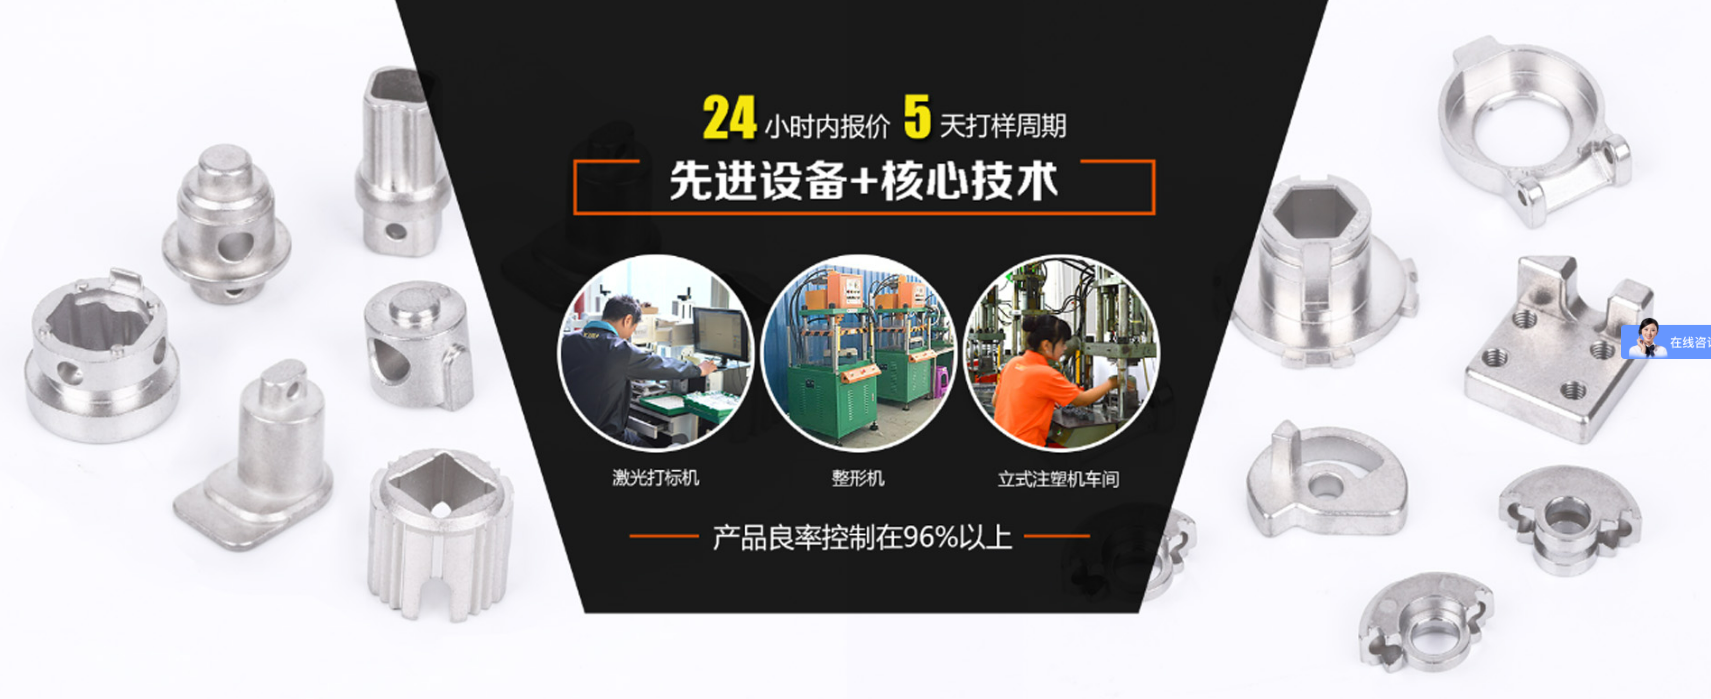 24小时内报价 5天打样周期
先进设备+核心技术
激光打标机
整形机
立式注塑机车间
产品良率控制在96%以上
在线咨